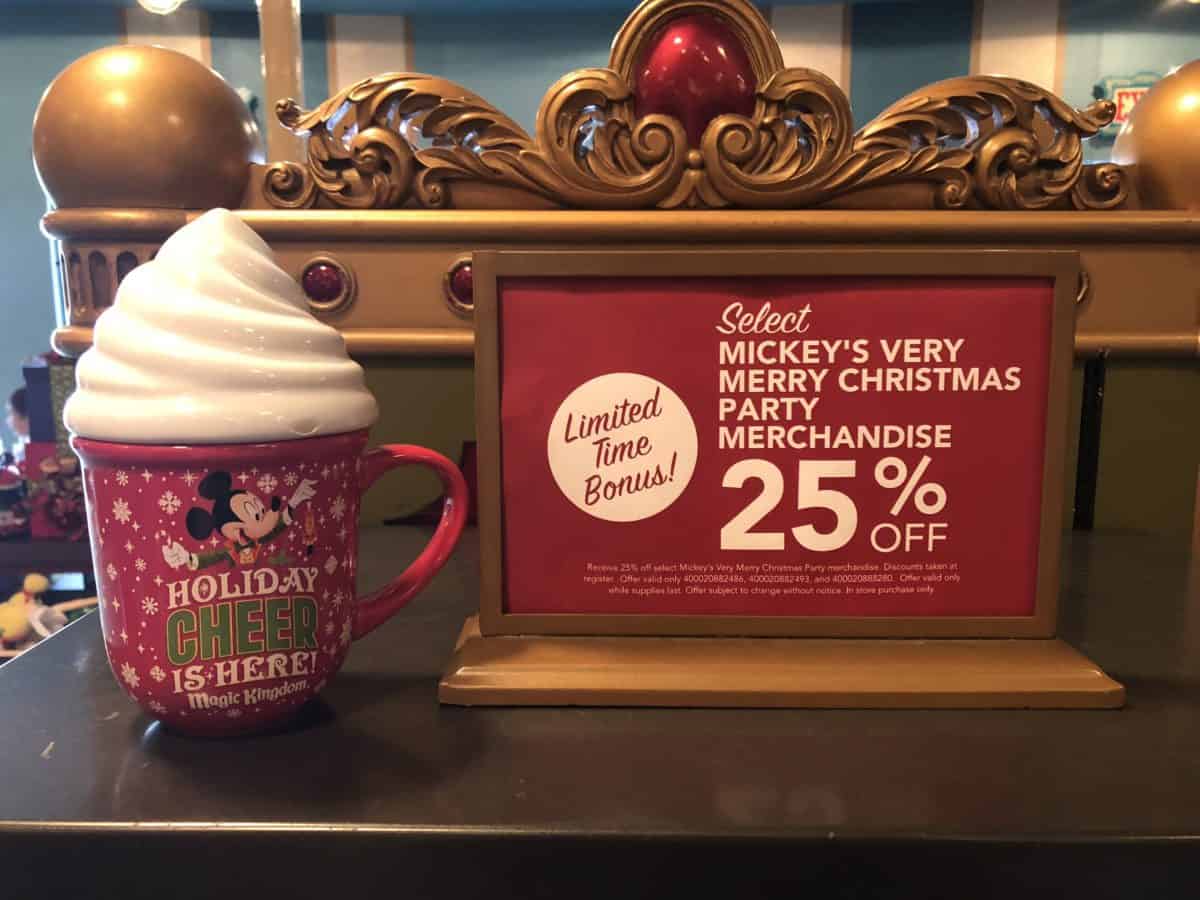 HOLIDAY
CHEER
IS HERE!
Magic Kingdom
Limited
Time
Bonus!
Select
MICKEY'S VERY
MERRY CHRISTMAS
PARTY
MERCHANDISE
25%
OFF
Receive 25% off select Mickey's Very Merry Christmas Party merchandise. Discounts taken at
register. Offer valid only 400020882486, 400020882493, and 400020888280. Offer valid only
while supplies last. Offer subject to change without notice. In store purchase only.